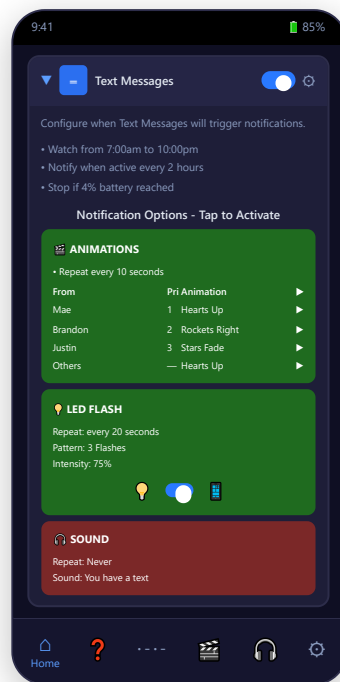 9:41
85%
Text Messages
Configure when Text Messages will trigger notifications.
• Watch from 7:00am to 10:00pm
• Notify when active every 2 hours
• Stop if 4% battery reached
Notification Options - Tap to Activate
ANIMATIONS
• Repeat every 10 seconds
From Pri Animation
Mae 1 Hearts Up
Brandon 2 Rockets Right
Justin 3 Stars Fade
Others — Hearts Up
LED FLASH
Repeat: every 20 seconds
Pattern: 3 Flashes
Intensity: 75%
SOUND
Repeat: Never
Sound: You have a text
Home